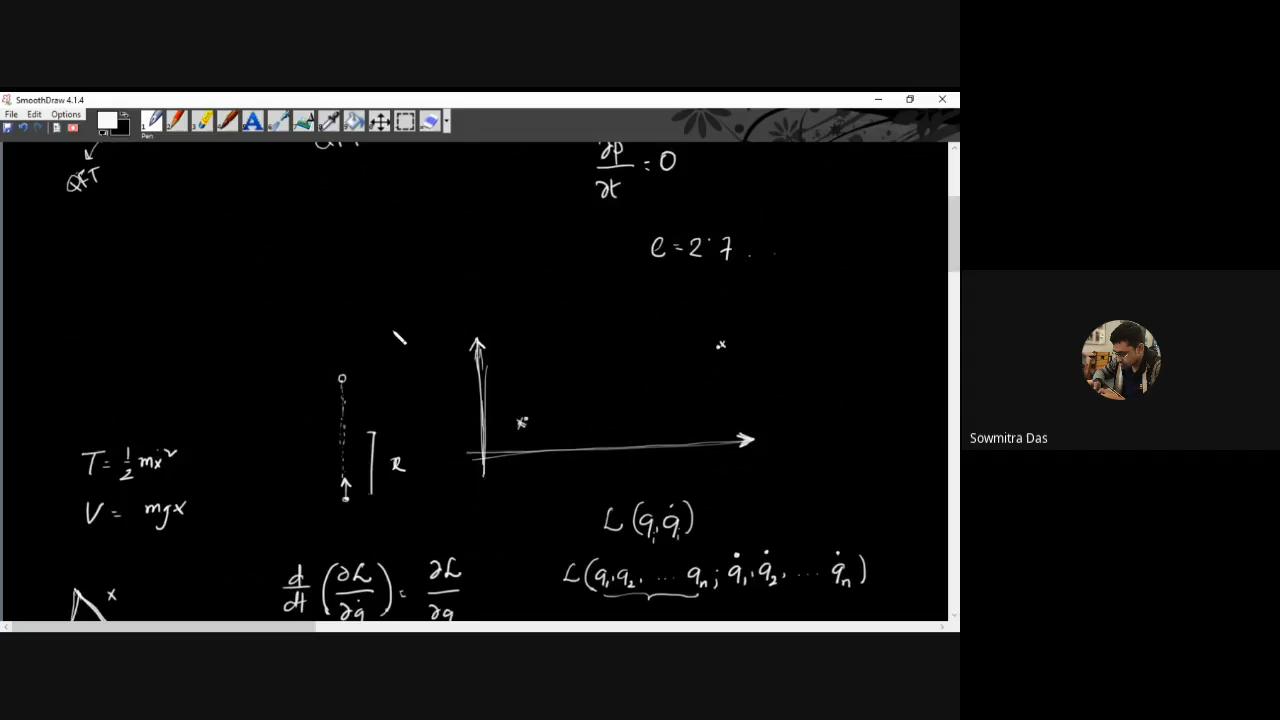 SmoothDraw 4.1.4
File Edit Options
Pen
QFT
∂p/∂t = 0
e = 2.7 . . .
x
x
T = 1/2 mẋ²
V = mgx
x
L(q, q̇)
d/dt (∂L/∂q̇) = ∂L/∂q
L(q₁, q₂, ... qₙ; q̇₁, q̇₂, ... q̇ₙ)
x
Sowmitra Das